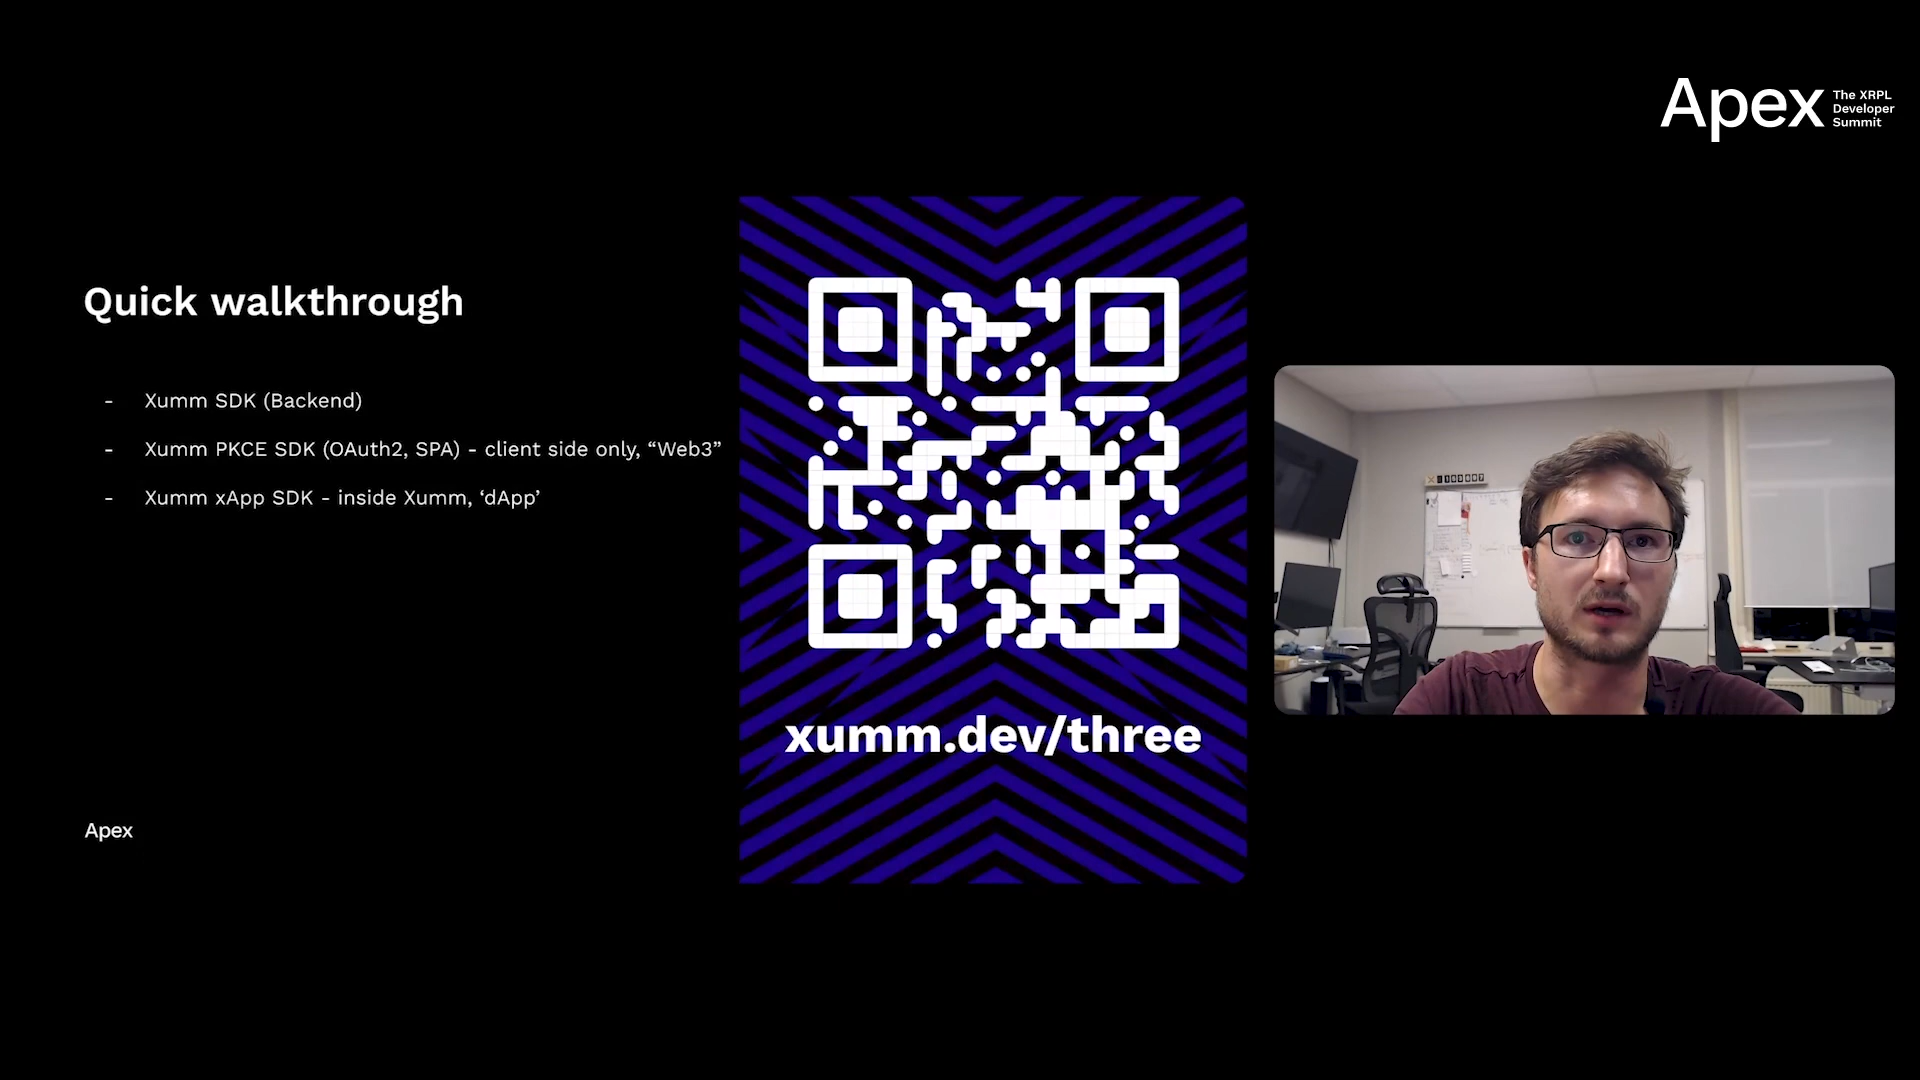 Apex
The XRPL
Developer
Summit
Quick walkthrough
- Xumm SDK (Backend)
- Xumm PKCE SDK (OAuth2, SPA) - client side only, “Web3”
- Xumm xApp SDK - inside Xumm, ‘dApp’
xumm.dev/three
Apex